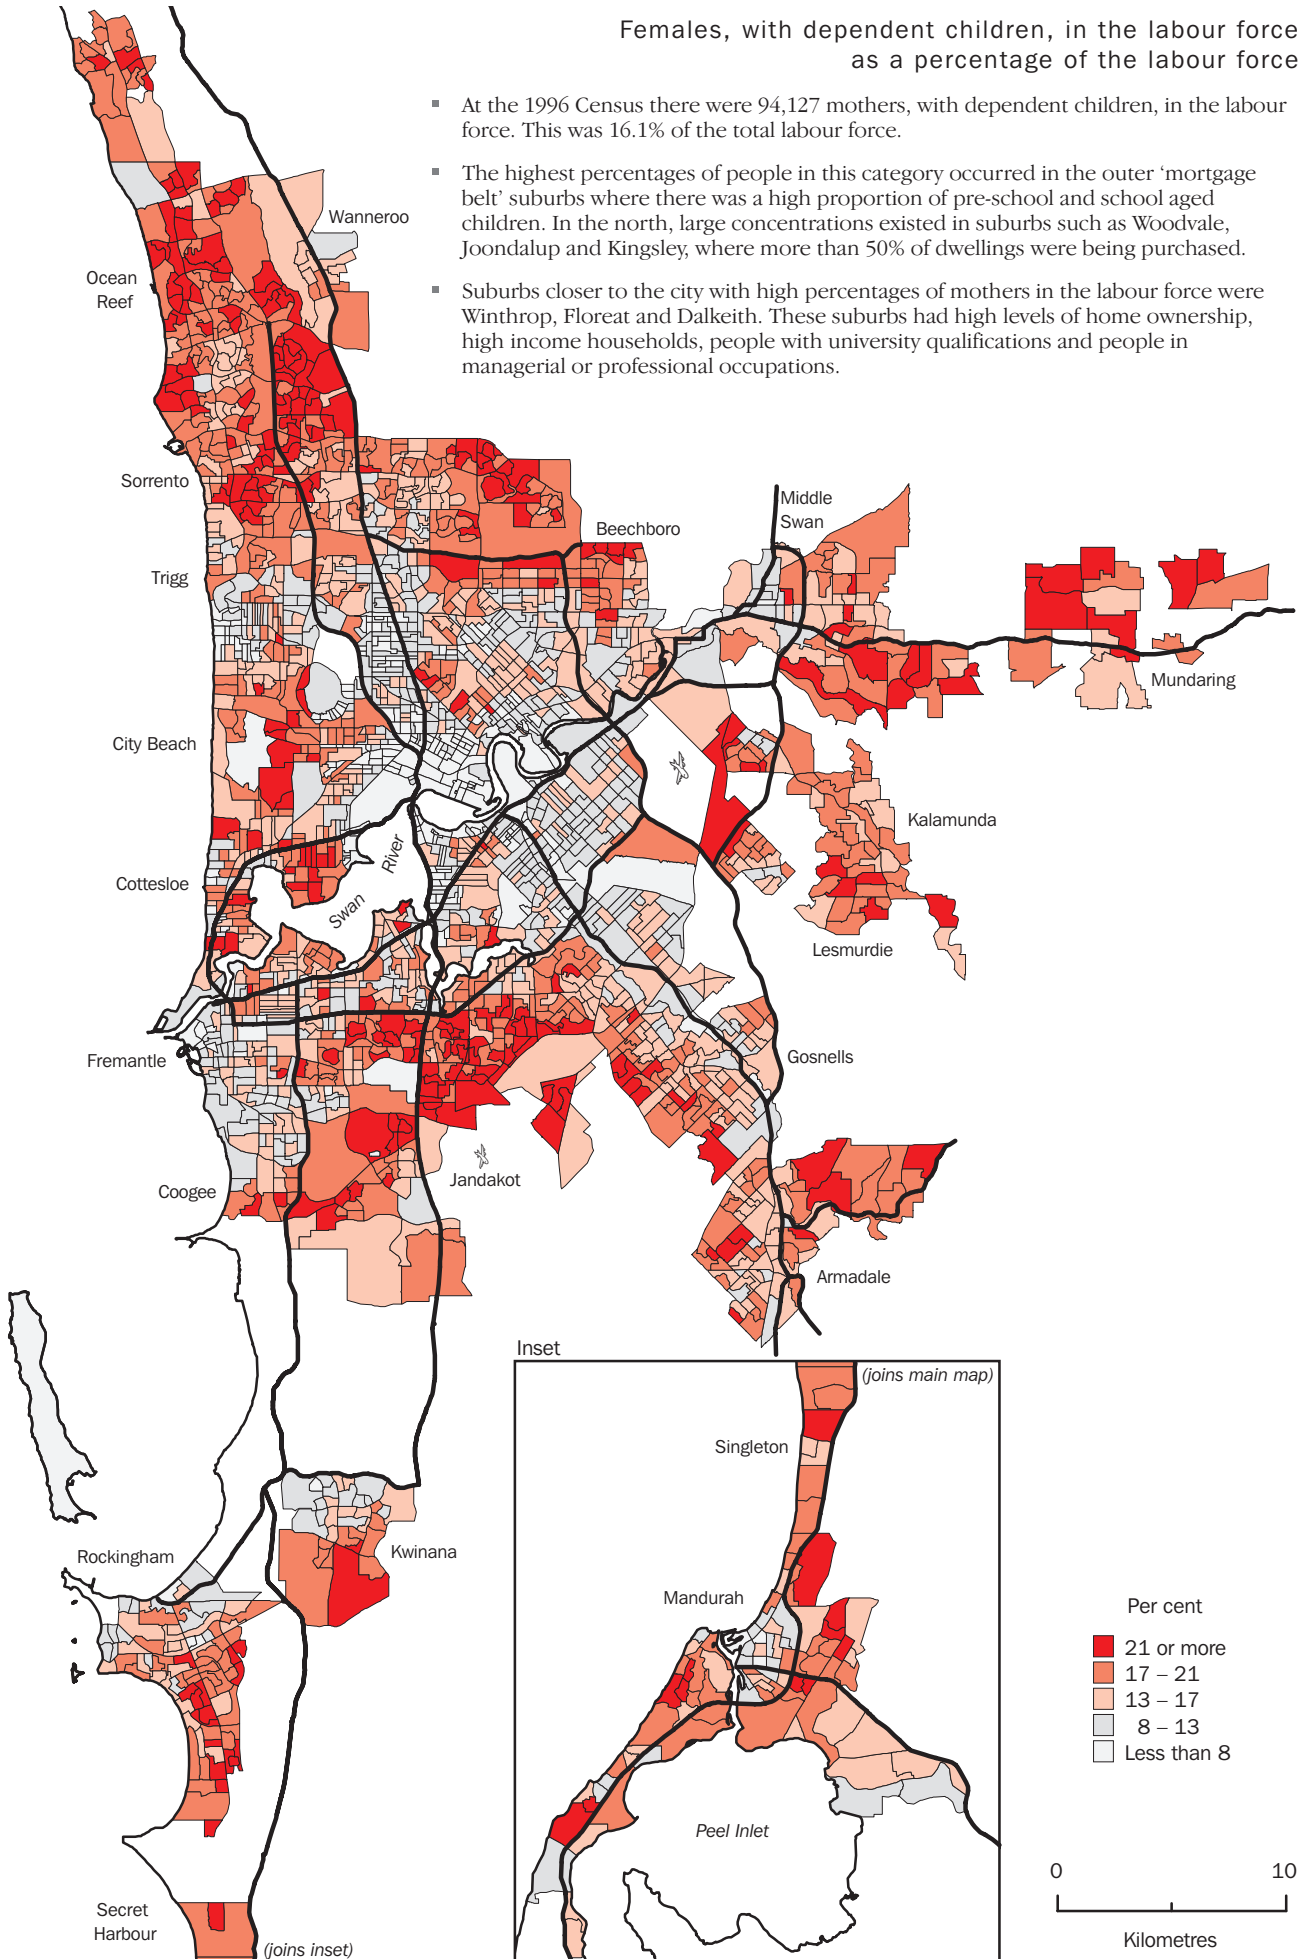 Females, with dependent children, in the labour force
as a percentage of the labour force
At the 1996 Census there were 94,127 mothers, with dependent children, in the labour
force. This was 16.1% of the total labour force.
The highest percentages of people in this category occurred in the outer ‘mortgage
belt’ suburbs where there was a high proportion of pre-school and school aged
children. In the north, large concentrations existed in suburbs such as Woodvale,
Joondalup and Kingsley, where more than 50% of dwellings were being purchased.
Suburbs closer to the city with high percentages of mothers in the labour force were
Winthrop, Floreat and Dalkeith. These suburbs had high levels of home ownership,
high income households, people with university qualifications and people in
managerial or professional occupations.
Wanneroo
Ocean
Reef
Sorrento
Middle
Swan
Beechboro
Trigg
Mundaring
City Beach
Kalamunda
River
Swan
Cottesloe
Lesmurdie
Fremantle
Gosnells
Jandakot
Coogee
Armadale
Inset
(joins main map)
Singleton
Rockingham
Kwinana
Mandurah
Per cent
21 or more
17 – 21
13 – 17
8 – 13
Less than 8
Peel Inlet
0 10
Kilometres
Secret
Harbour
(joins inset)